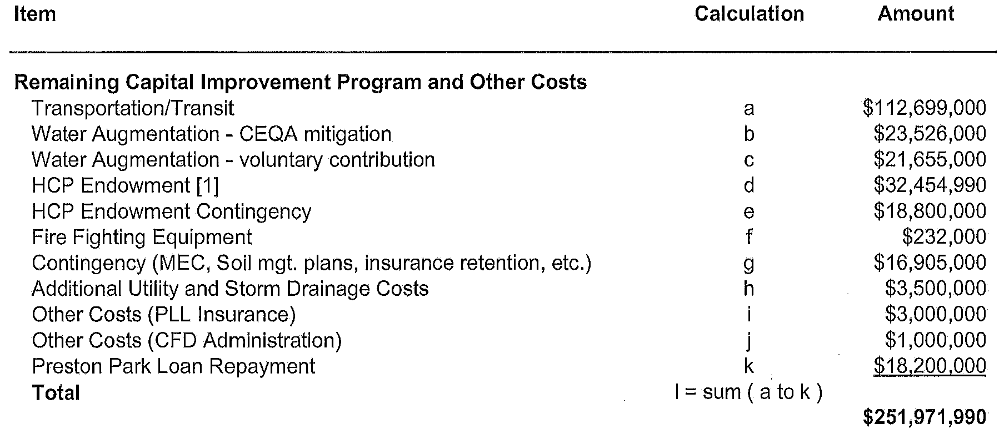 Item Calculation Amount
Remaining Capital Improvement Program and Other Costs
Transportation/Transit a $112,699,000
Water Augmentation - CEQA mitigation b $23,526,000
Water Augmentation - voluntary contribution c $21,655,000
HCP Endowment [1] d $32,454,990
HCP Endowment Contingency e $18,800,000
Fire Fighting Equipment f $232,000
Contingency (MEC, Soil mgt. plans, insurance retention, etc.) g $16,905,000
Additional Utility and Storm Drainage Costs h $3,500,000
Other Costs (PLL Insurance) i $3,000,000
Other Costs (CFD Administration) j $1,000,000
Preston Park Loan Repayment k $18,200,000
Total l = sum ( a to k )
$251,971,990